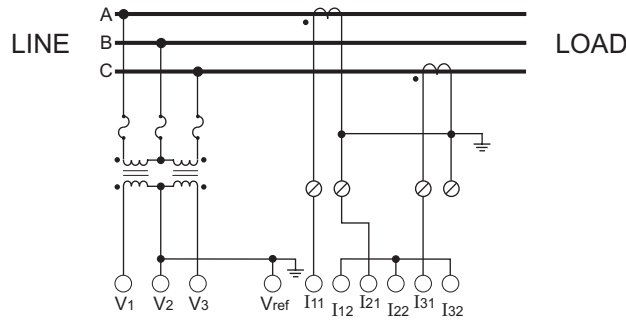 A
LINE
B
LOAD
C
V1 V2 V3 Vref I11 I12 I21 I22 I31 I32